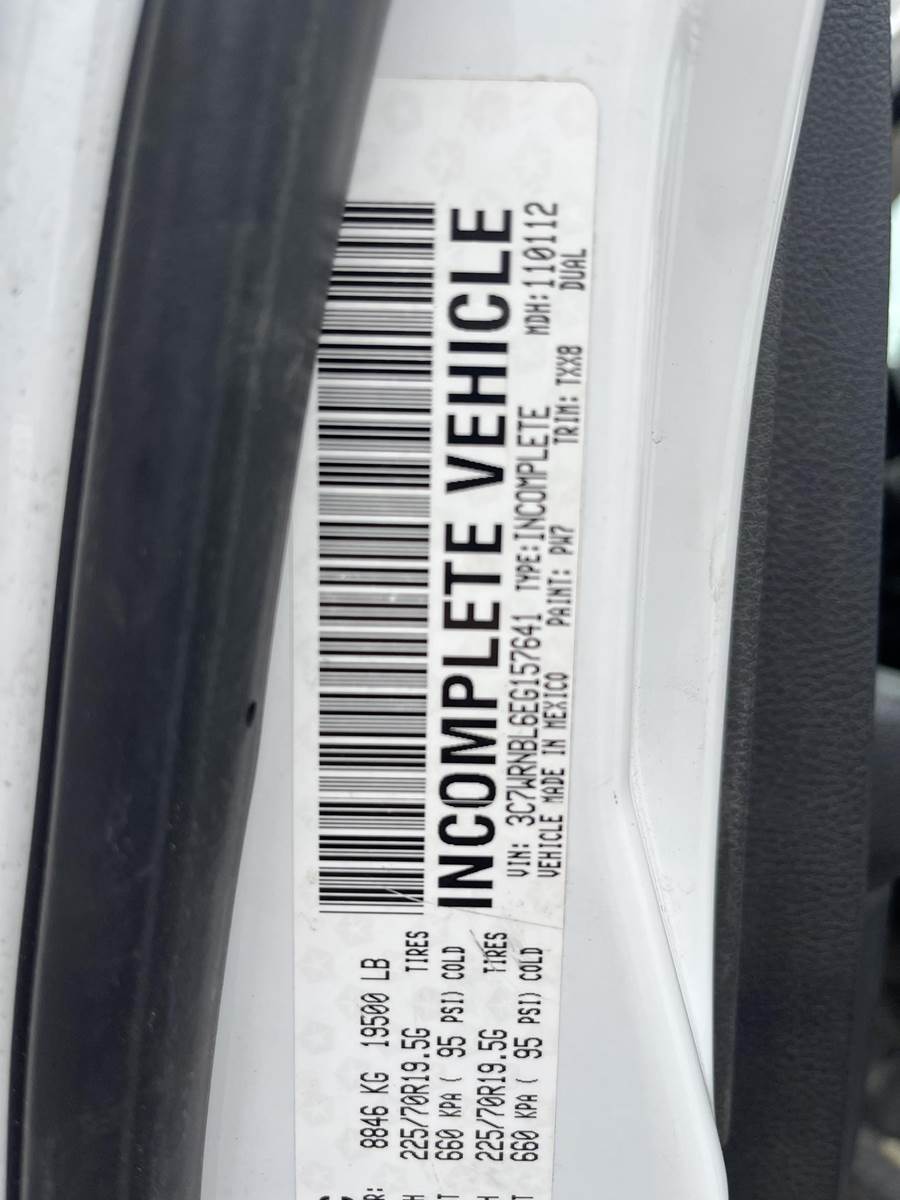 INCOMPLETE VEHICLE
VIN: 3C7WRNBL6EG157641 TYPE:INCOMPLETE MDH:110112
VEHICLE MADE IN MEXICO PAINT: PW7 TRIM: TXX8 DUAL
R: 8846 KG 19500 LB
H 225/70R19.5G TIRES
T 660 KPA ( 95 PSI) COLD
H 225/70R19.5G TIRES
T 660 KPA ( 95 PSI) COLD